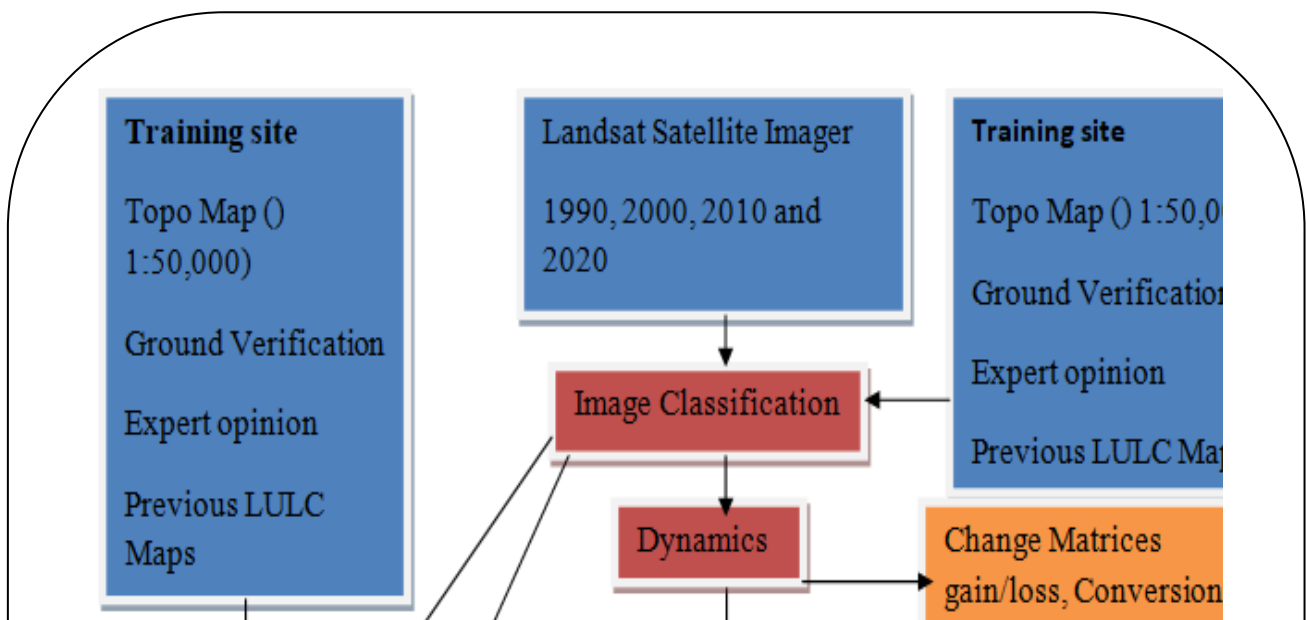 Training site
Topo Map ()
1:50,000)
Ground Verification
Expert opinion
Previous LULC
Maps
Landsat Satellite Imager
1990, 2000, 2010 and
2020
Image Classification
Dynamics
Training site
Topo Map () 1:50,0
Ground Verification
Expert opinion
Previous LULC Ma
Change Matrices
gain/loss, Conversion